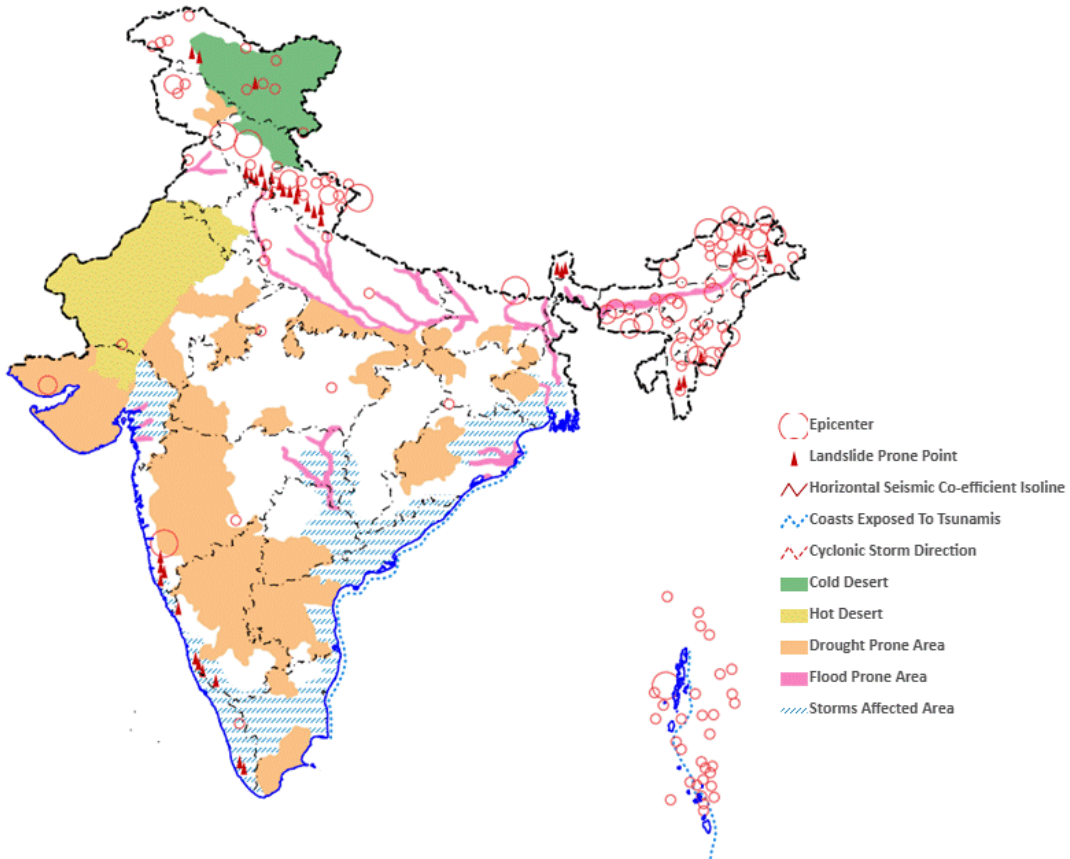 Epicenter
Landslide Prone Point
Horizontal Seismic Co-efficient Isoline
Coasts Exposed To Tsunamis
Cyclonic Storm Direction
Cold Desert
Hot Desert
Drought Prone Area
Flood Prone Area
Storms Affected Area